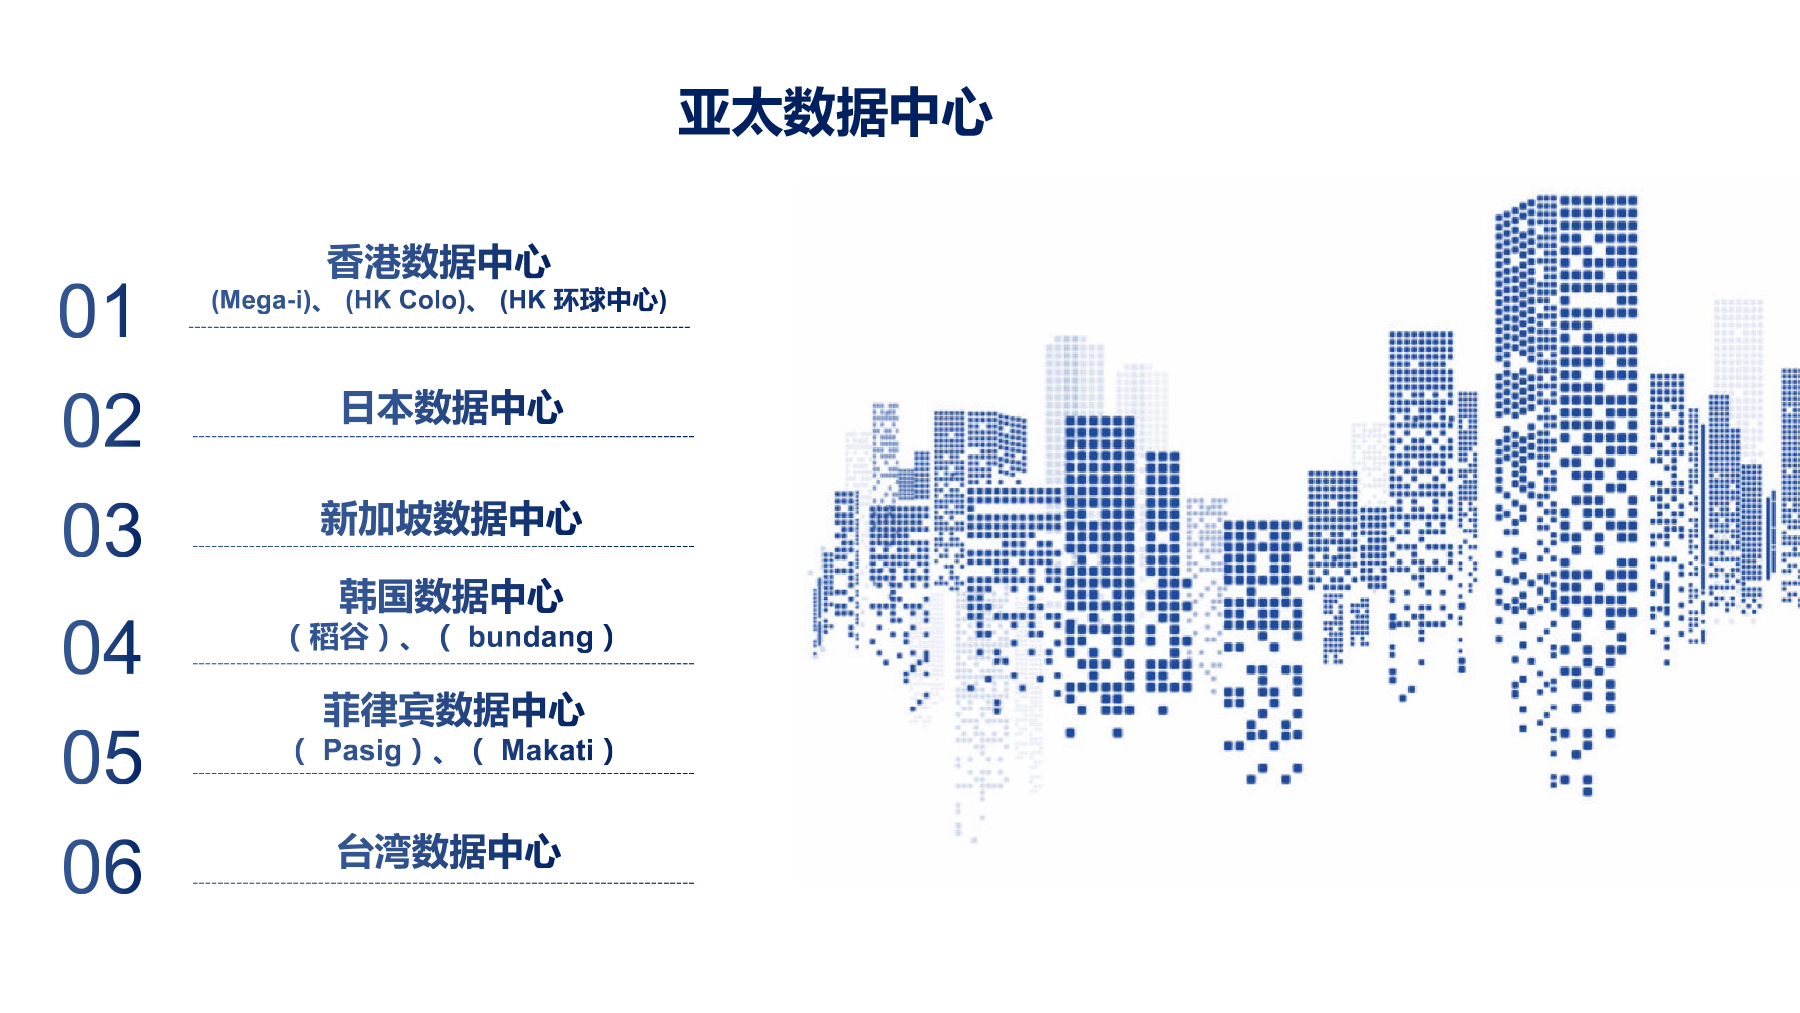 亚太数据中心
01
香港数据中心
(Mega-i)、 (HK Colo)、 (HK 环球中心)
02
日本数据中心
03
新加坡数据中心
04
韩国数据中心
（稻谷）、（ bundang）
05
菲律宾数据中心
（ Pasig）、（ Makati）
06
台湾数据中心